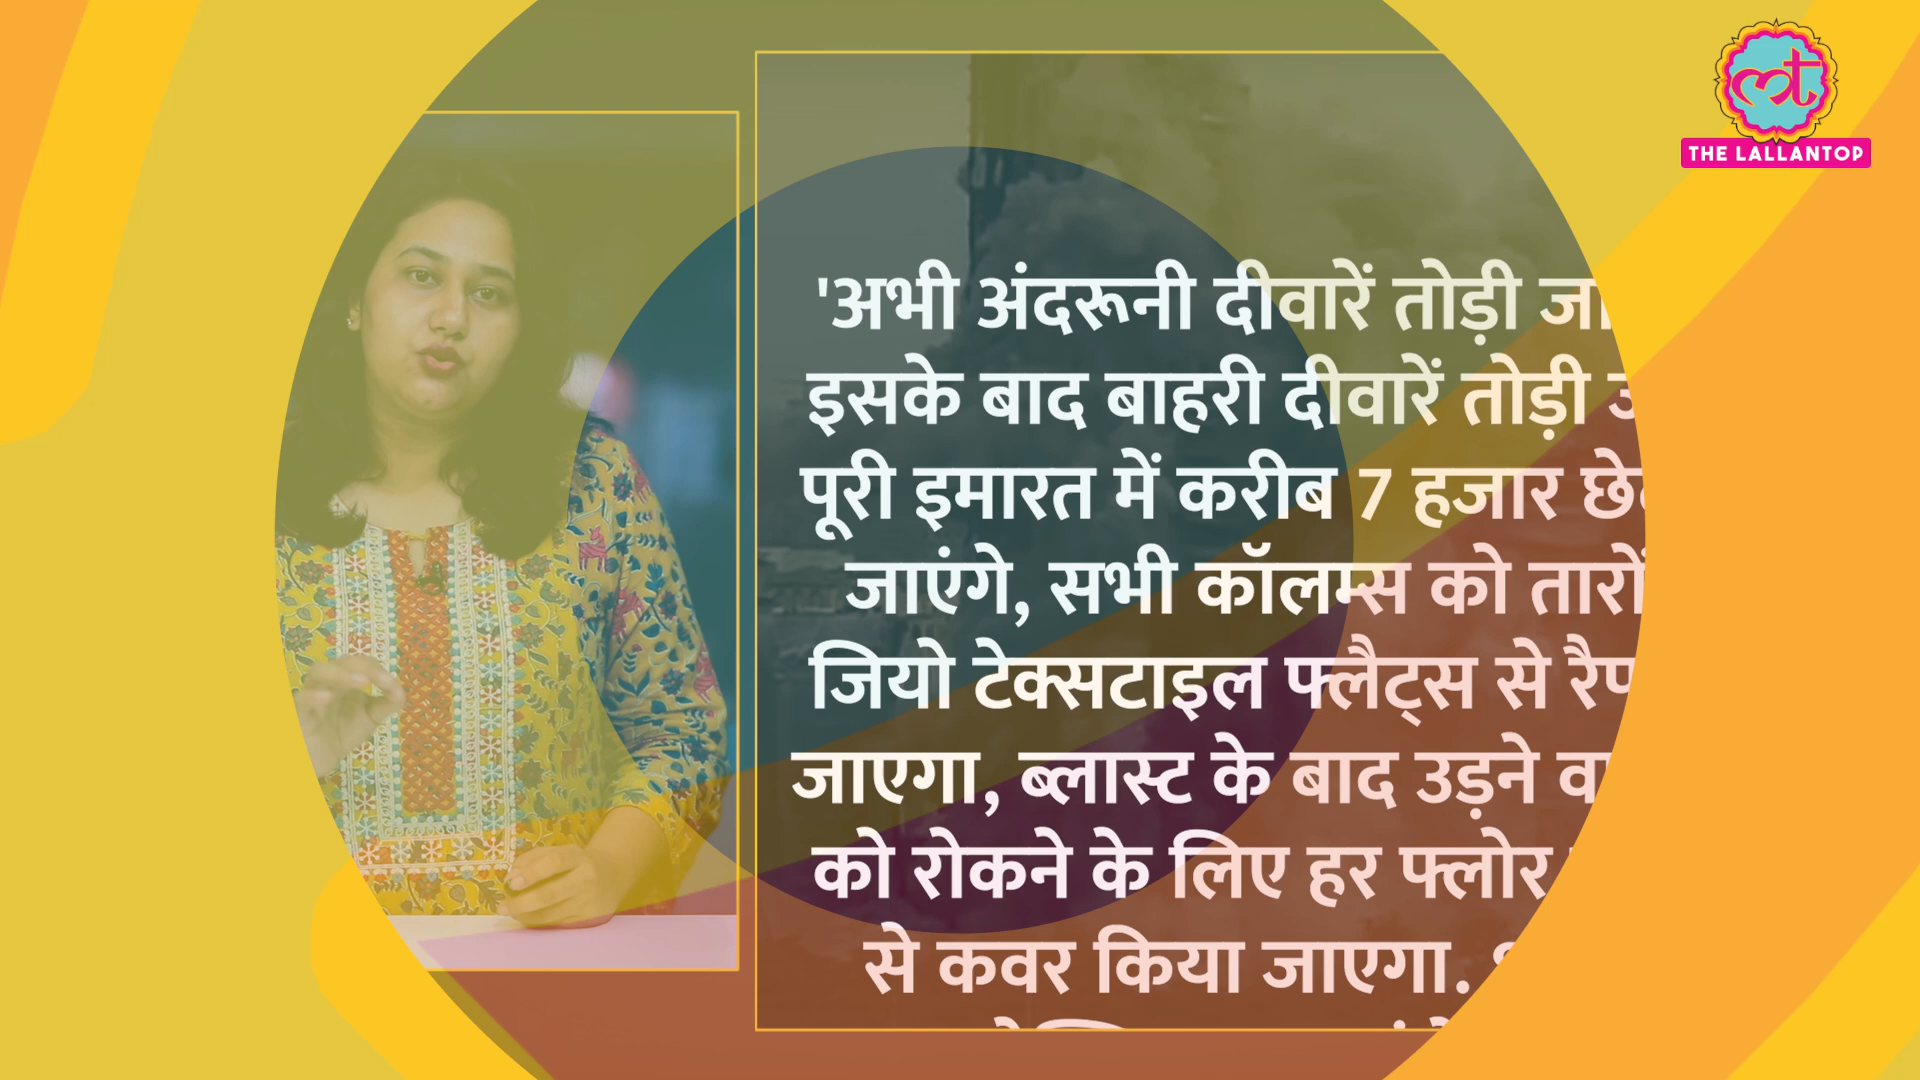 THE LALLANTOP
'अभी अंदरूनी दीवारें तोड़ी
इसके बाद बाहरी दीवारें तोड़ी
पूरी इमारत में करीब 7 हजार
जाएंगे, सभी कॉलम्स को तारों
जियो टेक्सटाइल फ्लैट्स से
जाएगा, ब्लास्ट के बाद उड़ने
को रोकने के लिए हर फ्लोर
से कवर किया जाएगा.